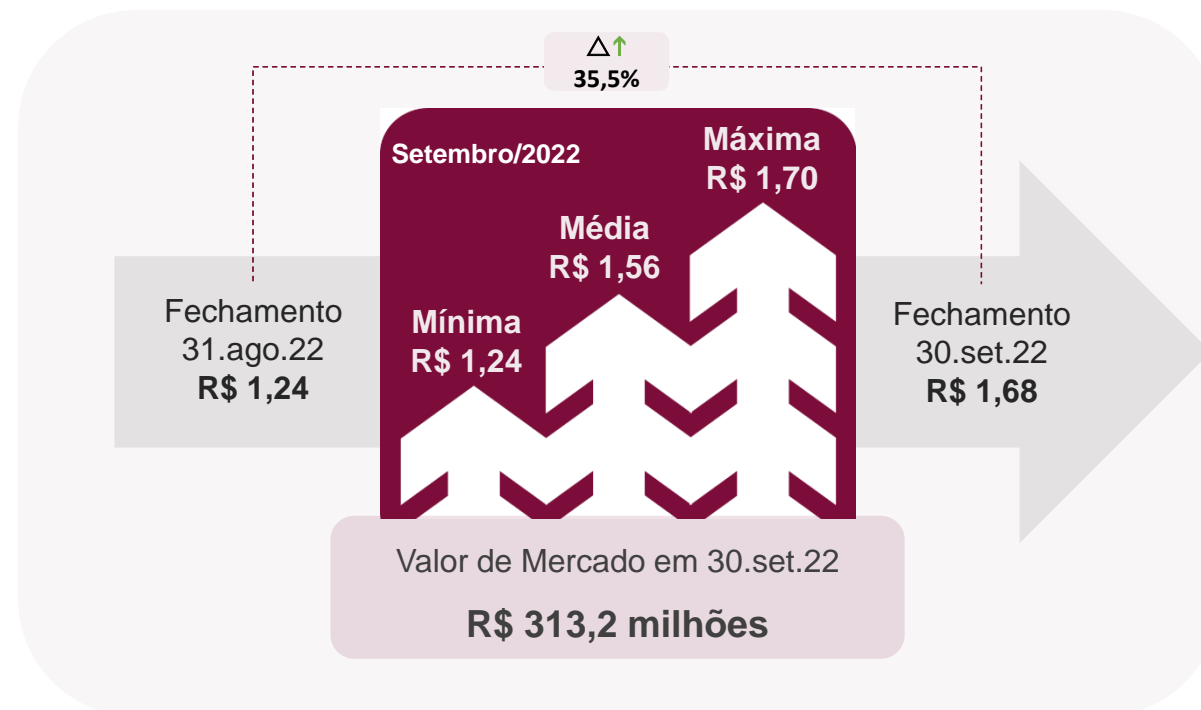 △↑
35,5%
Setembro/2022
Máxima
R$ 1,70
Média
R$ 1,56
Mínima
R$ 1,24
Fechamento
31.ago.22
R$ 1,24
Fechamento
30.set.22
R$ 1,68
Valor de Mercado em 30.set.22
R$ 313,2 milhões